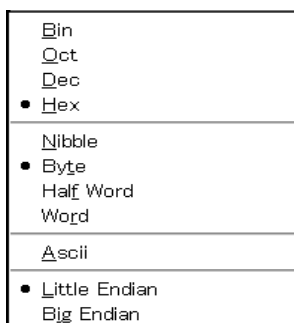 Bin
Oct
Dec
Hex
Nibble
Byte
Half Word
Word
Ascii
Little Endian
Big Endian